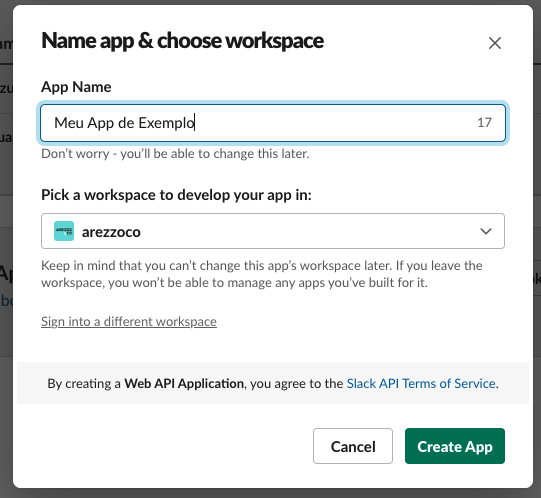 Name app & choose workspace
App Name
Meu App de Exemplo 17
Don't worry - you'll be able to change this later.
Pick a workspace to develop your app in:
AREZZO &CO arezzoco
Keep in mind that you can't change this app's workspace later. If you leave the
workspace, you won't be able to manage any apps you've built for it.
Sign into a different workspace
By creating a Web API Application, you agree to the Slack API Terms of Service.
Cancel Create App